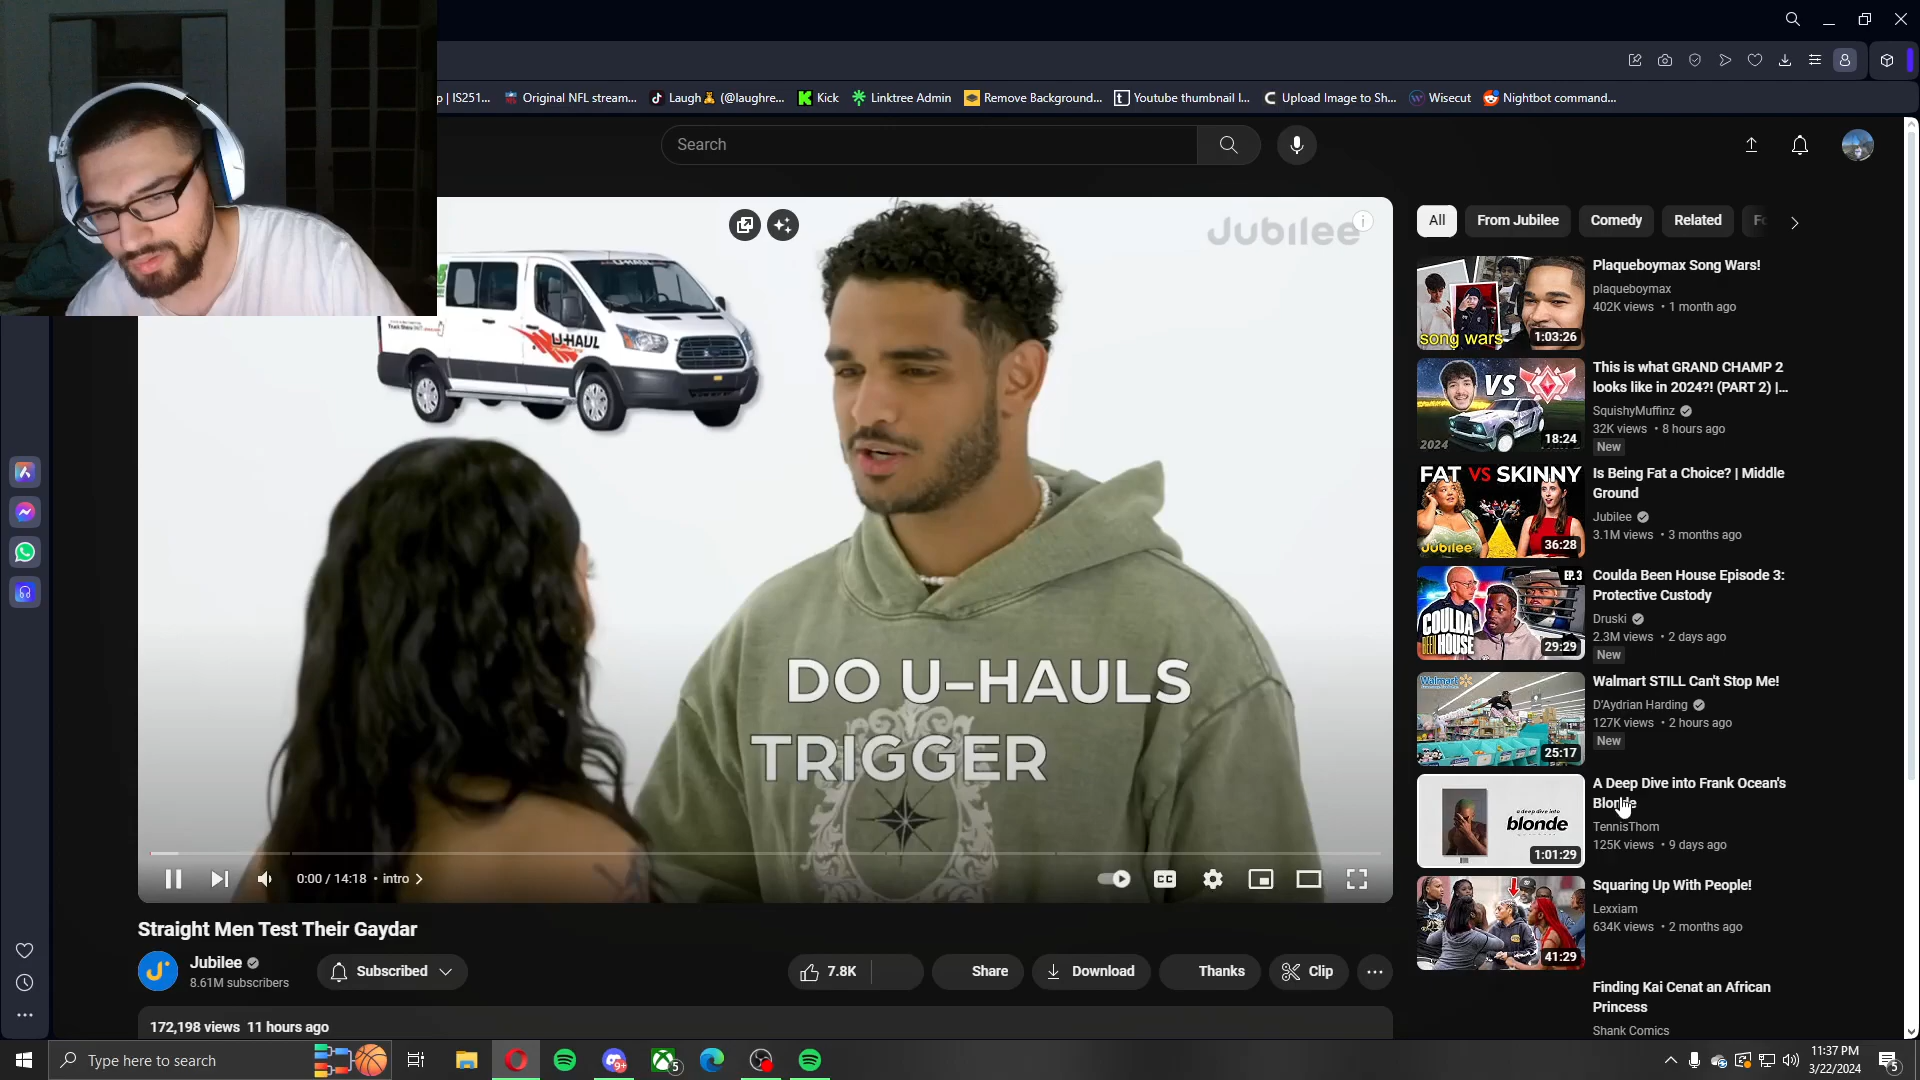 p | IS251...
Original NFL stream...
Laugh (@laughre...
Kick
Linktree Admin
Remove Background...
Youtube thumbnail I...
Upload Image to Sh...
Wisecut
Nightbot command...
Search
Jubilee
U-HAUL
DO U-HAULS
TRIGGER
0:00 / 14:18 • intro
CC
Straight Men Test Their Gaydar
Jubilee
8.61M subscribers
Subscribed
7.8K
Share
Download
Thanks
Clip
172,198 views 11 hours ago
All
From Jubilee
Comedy
Related
song wars
1:03:26
Plaqueboymax Song Wars!
plaqueboymax
402K views • 1 month ago
VS
2024
18:24
This is what GRAND CHAMP 2
looks like in 2024?! (PART 2) |...
SquishyMuffinz
32K views • 8 hours ago
New
FAT VS SKINNY
Jubilee
36:28
Is Being Fat a Choice? | Middle
Ground
Jubilee
3.1M views • 3 months ago
EP.3
COULDA
BEEN HOUSE
29:29
Coulda Been House Episode 3:
Protective Custody
Druski
2.3M views • 2 days ago
New
Walmart
25:17
Walmart STILL Can't Stop Me!
D'Aydrian Harding
127K views • 2 hours ago
New
a deep dive into
blonde
1:01:29
A Deep Dive into Frank Ocean's
Blonde
TennisThom
125K views • 9 days ago
41:29
Squaring Up With People!
Lexxiam
634K views • 2 months ago
Finding Kai Cenat an African
Princess
Shank Comics
Type here to search
9+
5
11:37 PM
3/22/2024
5